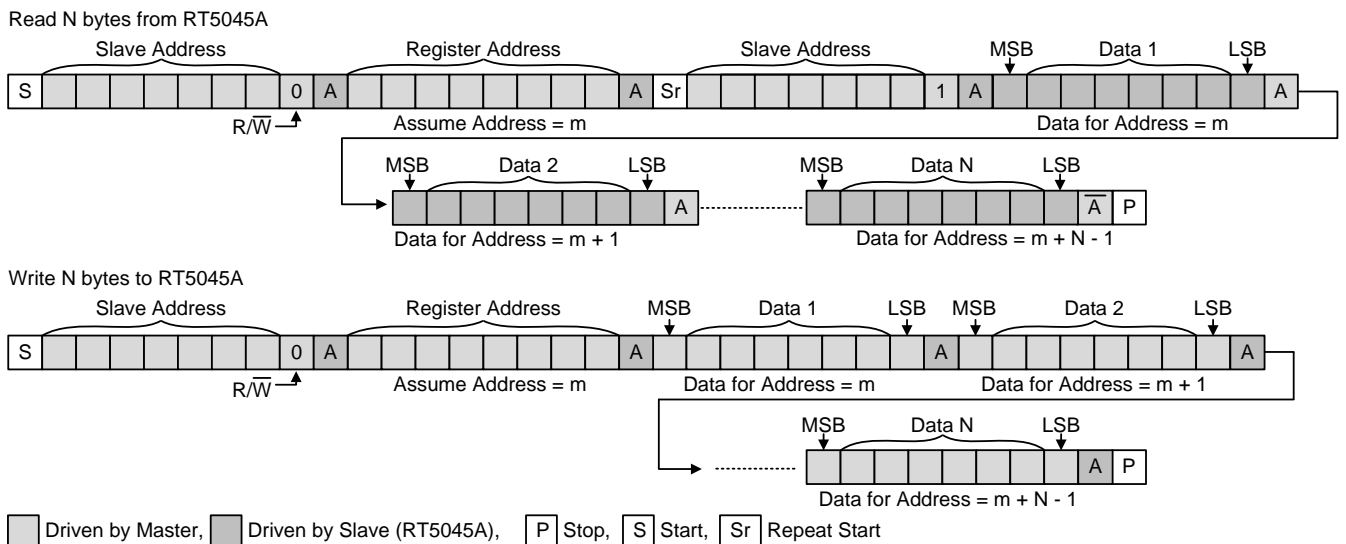 Read N bytes from RT5045A
Slave Address Register Address Slave Address MSB Data 1 LSB
S 0 A A Sr 1 A A
R/W̅ Assume Address = m Data for Address = m
MSB Data 2 LSB MSB Data N LSB
A A̅ P
Data for Address = m + 1 Data for Address = m + N - 1
Write N bytes to RT5045A
Slave Address Register Address MSB Data 1 LSB MSB Data 2 LSB
S 0 A A A A
R/W̅ Assume Address = m Data for Address = m Data for Address = m + 1
MSB Data N LSB
A P
Data for Address = m + N - 1
Driven by Master, Driven by Slave (RT5045A), P Stop, S Start, Sr Repeat Start